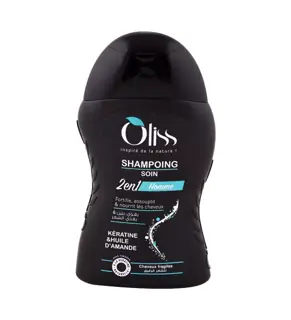 Oliss
inspiré de la nature !
SHAMPOING
SOIN
2en1 Homme
Fortifie, assouplit
& nourrit les cheveux
KÉRATINE
&HUILE
D'AMANDE
Cheveux fragiles